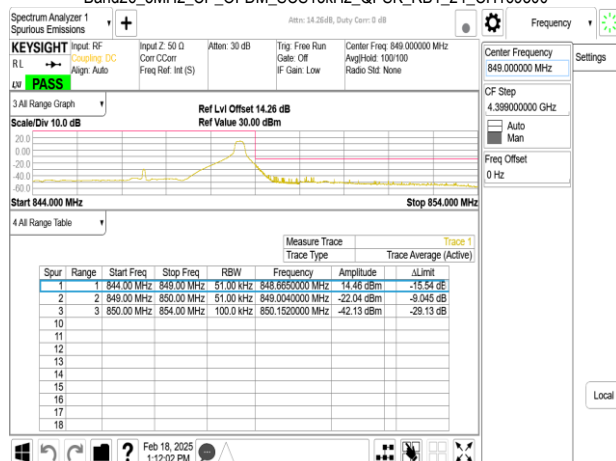 Spectrum Analyzer 1
Spurious Emissions
Attn: 14.26dB, Duty Corr: 0 dB
Frequency
Settings
KEYSIGHT
Input: RF
Coupling: DC
Align: Auto
Input Z: 50 Ω
Corr CCorr
Freq Ref: Int (S)
Atten: 30 dB
Trig: Free Run
Gate: Off
IF Gain: Low
Center Freq: 849.000000 MHz
Avg|Hold: 100/100
Radio Std: None
RL
LXI PASS
Center Frequency
849.000000 MHz
CF Step
4.399000000 GHz
Auto
Man
Freq Offset
0 Hz
3 All Range Graph
Scale/Div 10.0 dB
Ref Lvl Offset 14.26 dB
Ref Value 30.00 dBm
20.0
0.00
-20.0
-40.0
-60.0
Start 844.000 MHz
Stop 854.000 MHz
4 All Range Table
Measure Trace Trace 1
Trace Type Trace Average (Active)
Spur Range Start Freq Stop Freq RBW Frequency Amplitude ΔLimit
1 1 844.00 MHz 849.00 MHz 51.00 kHz 848.6650000 MHz 14.46 dBm -15.54 dB
2 2 849.00 MHz 850.00 MHz 51.00 kHz 849.0040000 MHz -22.04 dBm -9.045 dB
3 3 850.00 MHz 854.00 MHz 100.0 kHz 850.1520000 MHz -42.13 dBm -29.13 dB
10
11
12
13
14
15
16
17
18
Local
Feb 18, 2025
1:12:02 PM